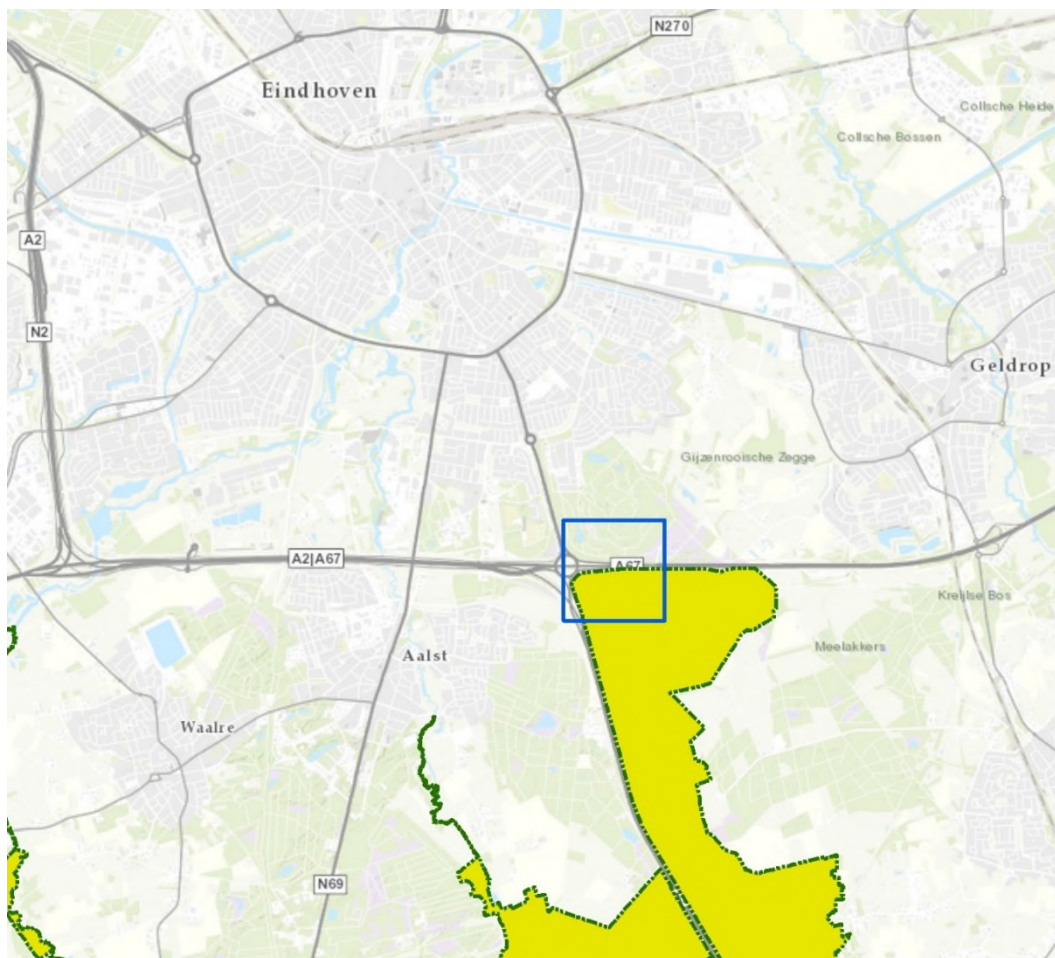 N270
Eindhoven
Collsche Heide
Collsche Bossen
A2
N2
Geldrop
Gijzenrooische Zegge
A2|A67
A67
Kreijlse Bos
Meelakkers
Aalst
Waalre
N69